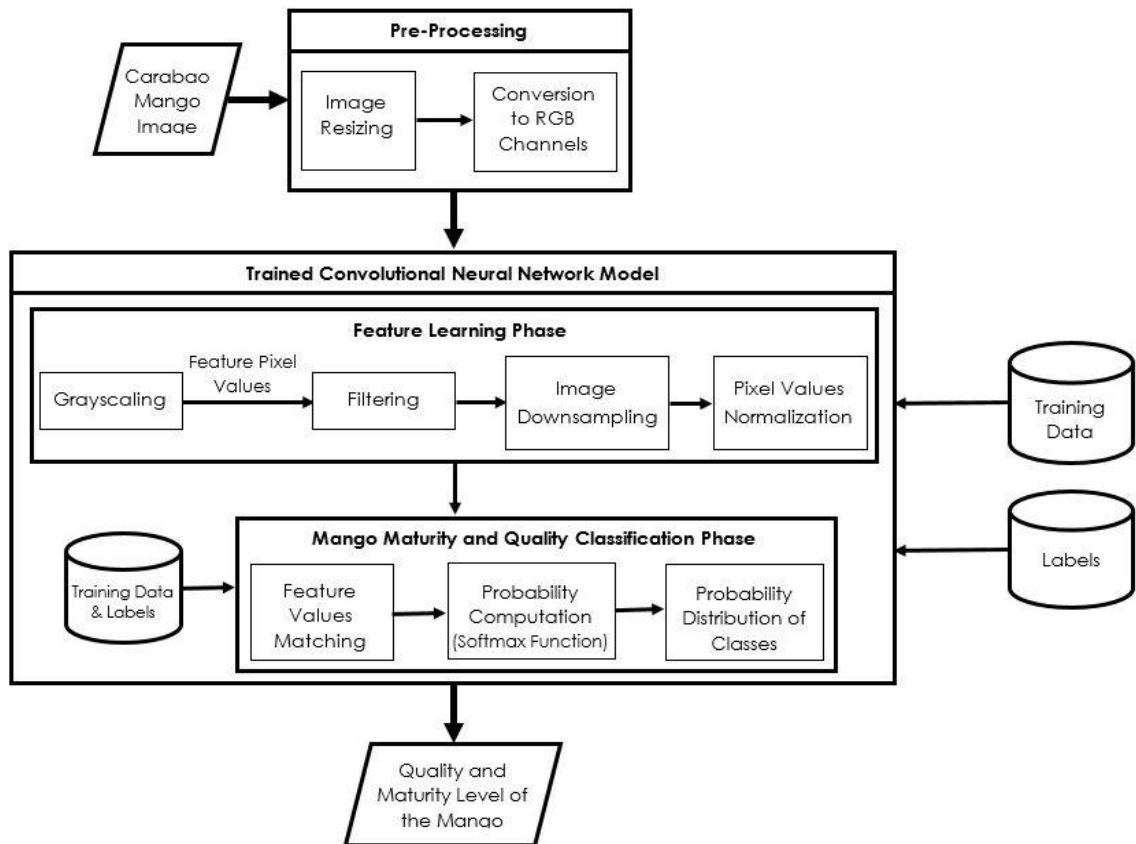 Pre-Processing
Carabao
Mango
Image
Image
Resizing
Conversion
to RGB
Channels
Trained Convolutional Neural Network Model
Feature Learning Phase
Grayscaling
Feature Pixel
Values
Filtering
Image
Downsampling
Pixel Values
Normalization
Training
Data
Mango Maturity and Quality Classification Phase
Training Data
& Labels
Feature
Values
Matching
Probability
Computation
(Softmax Function)
Probability
Distribution of
Classes
Labels
Quality and
Maturity Level of
the Mango